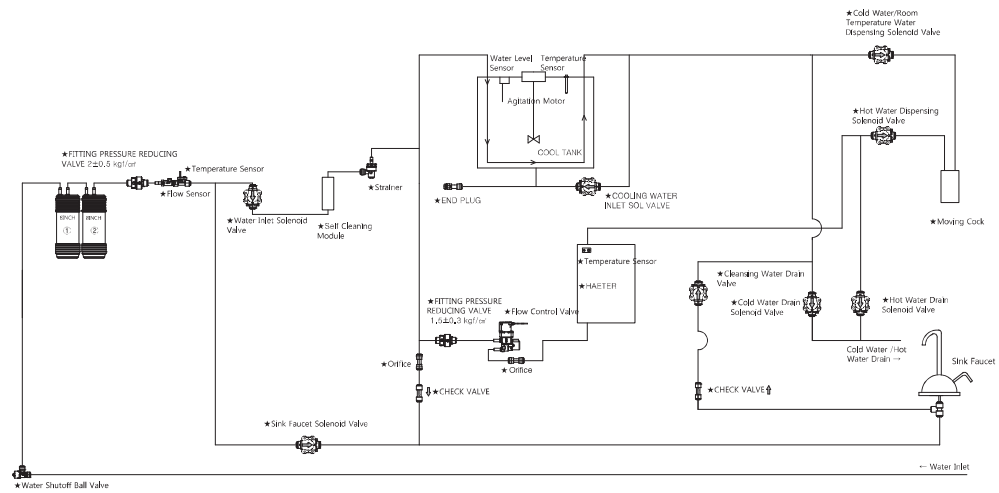 ★Cold Water/Room
Temperature Water
Dispensing Solenoid Valve
Water Level
Sensor
Temperature
Sensor
Agitation Motor
COOL TANK
★Hot Water Dispensing
Solenoid Valve
★FITTING PRESSURE REDUCING
VALVE 2±0.5 kgf/㎠
★Temperature Sensor
★Flow Sensor
★Strainer
★END PLUG
★COOLING WATER
INLET SOL VALVE
★Moving Cock
8INCH
①
8INCH
②
★Water Inlet Solenoid
Valve
★Self Cleaning
Module
★Temperature Sensor
★HAETER
★Cleansing Water Drain
Valve
★Cold Water Drain
Solenoid Valve
★Hot Water Drain
Solenoid Valve
★FITTING PRESSURE
REDUCING VALVE
1.5±0.3 kgf/㎠
★Flow Control Valve
Cold Water /Hot
Water Drain →
Sink Faucet
★Orifice
★Orifice
⇩★CHECK VALVE
★CHECK VALVE⇧
★Sink Faucet Solenoid Valve
← Water Inlet
★Water Shutoff Ball Valve